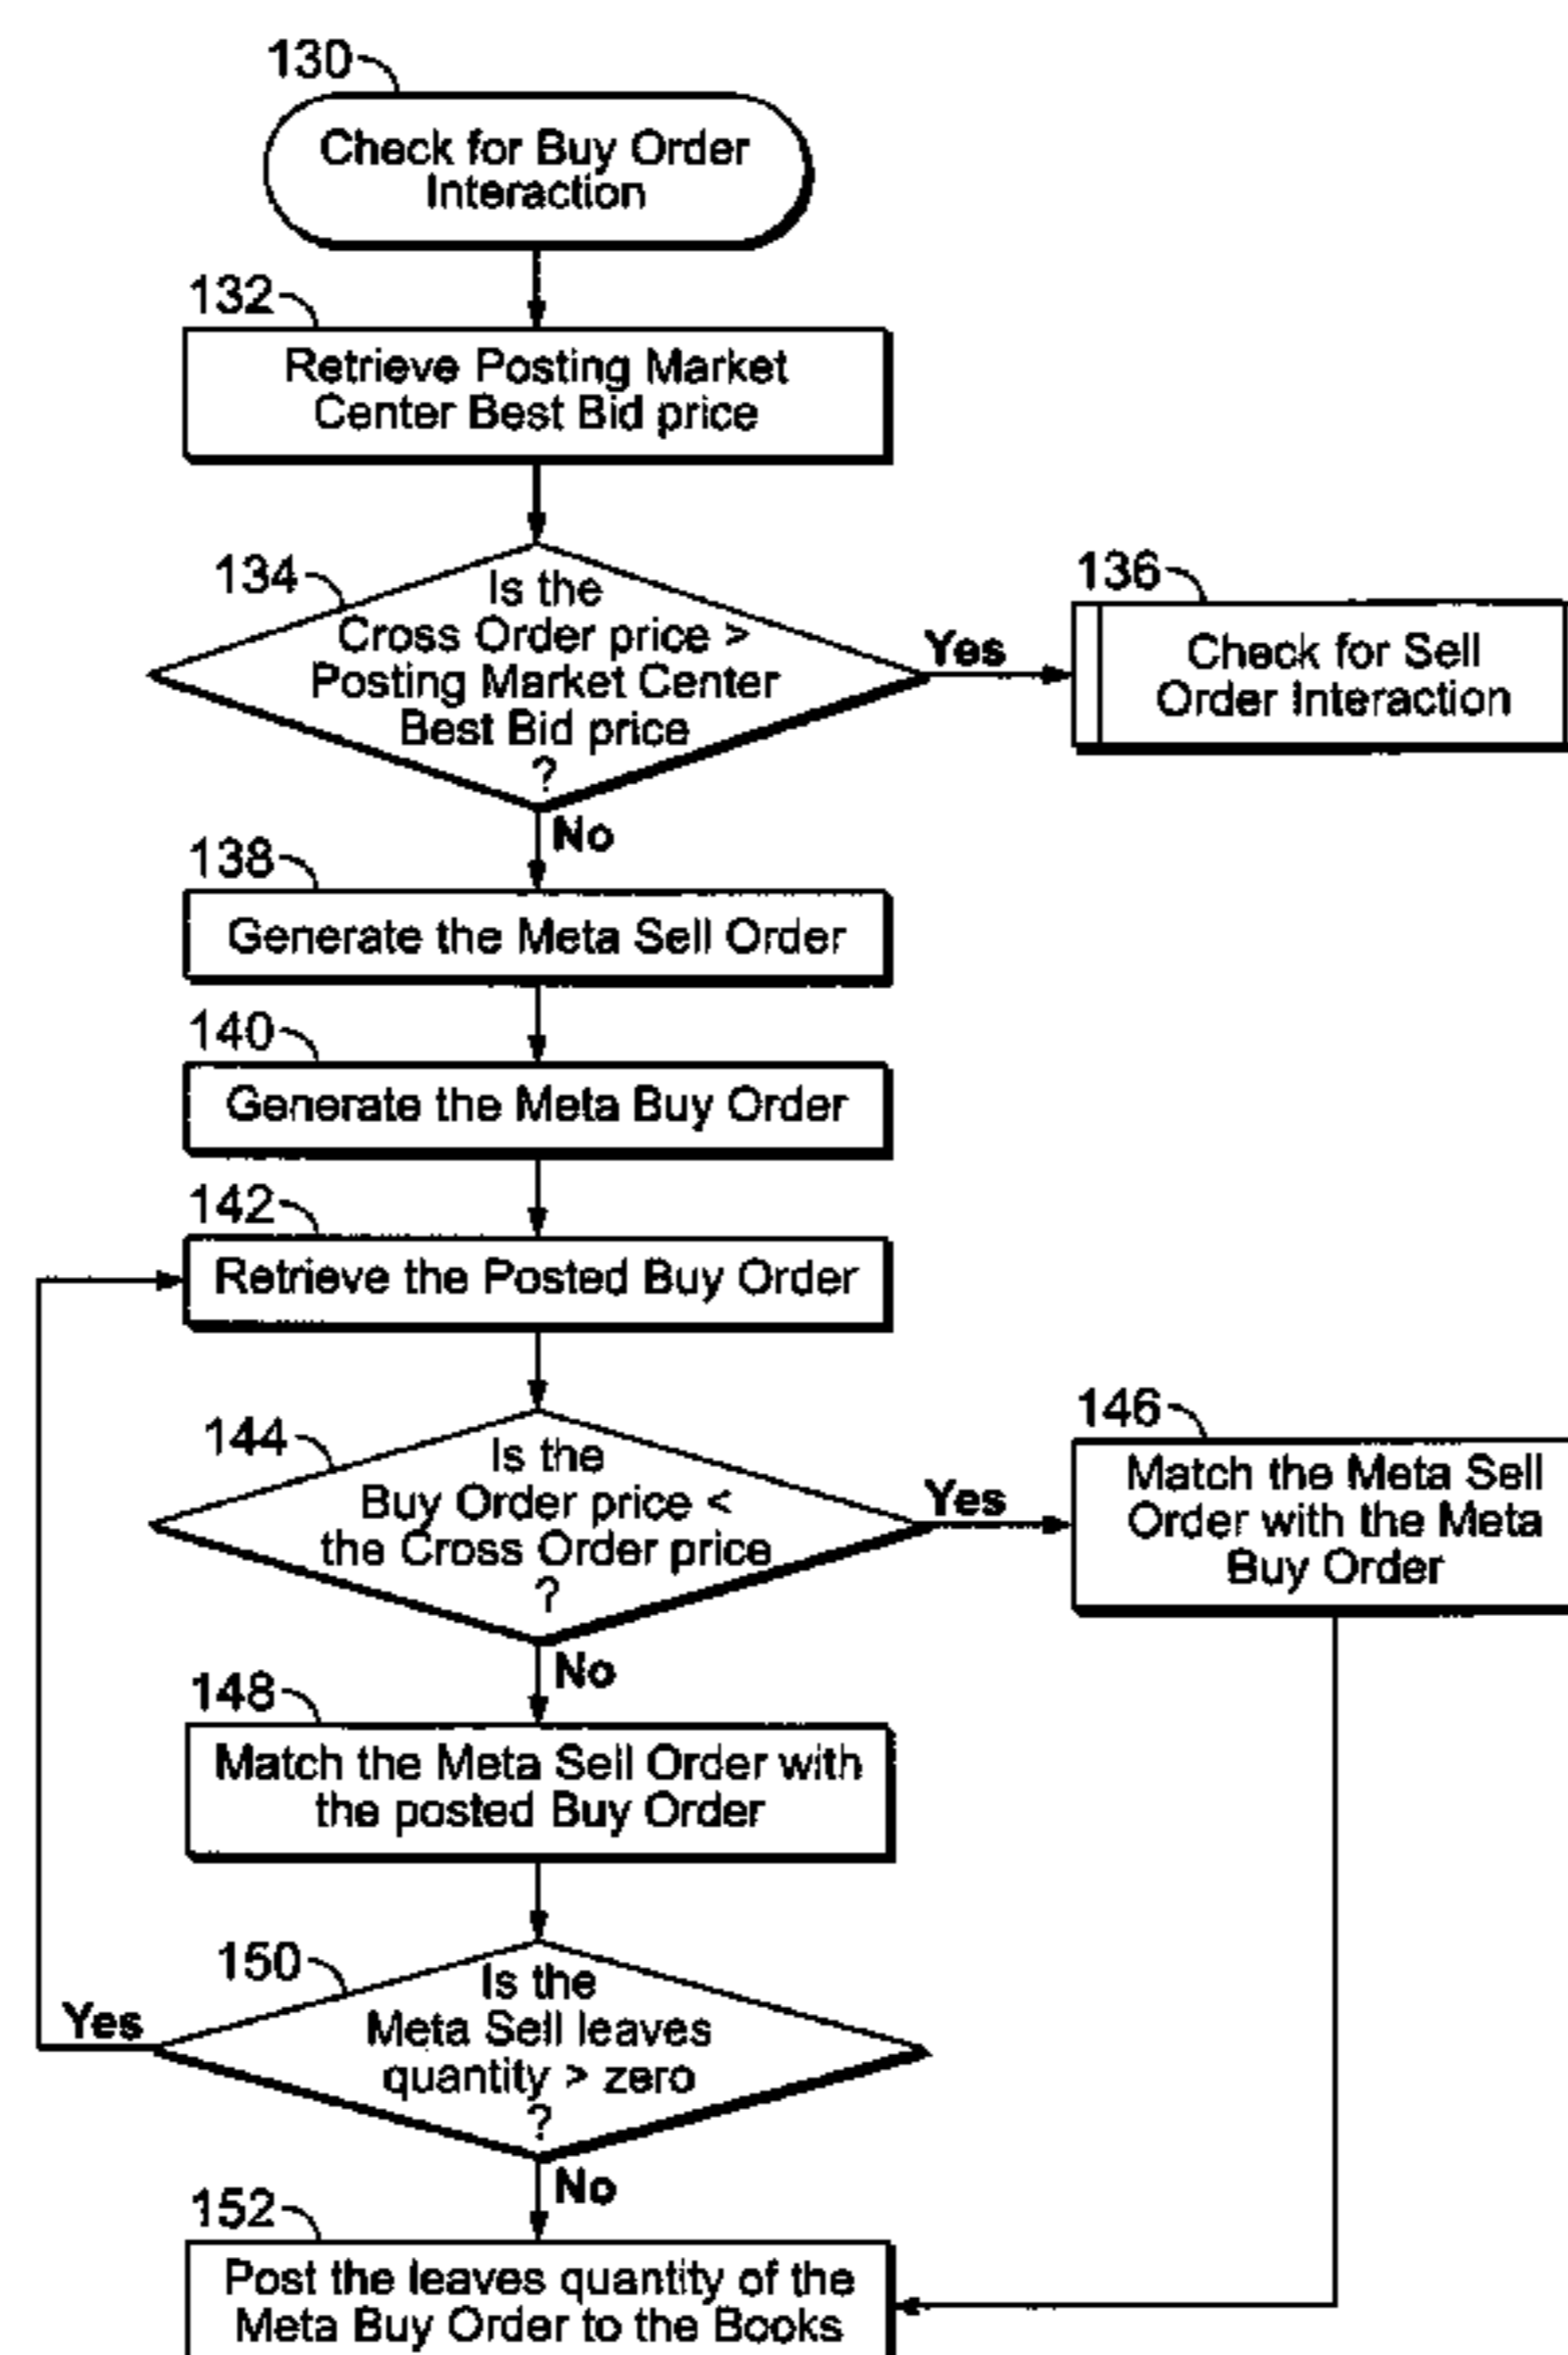 130
Check for Buy Order
Interaction
132
Retrieve Posting Market
Center Best Bid price
134
Is the
Cross Order price >
Posting Market Center
Best Bid price
?
Yes
136
Check for Sell
Order Interaction
No
138
Generate the Meta Sell Order
140
Generate the Meta Buy Order
142
Retrieve the Posted Buy Order
144
Is the
Buy Order price <
the Cross Order price
?
Yes
146
Match the Meta Sell
Order with the Meta
Buy Order
No
148
Match the Meta Sell Order with
the posted Buy Order
150
Is the
Meta Sell leaves
quantity > zero
?
Yes
No
152
Post the leaves quantity of the
Meta Buy Order to the Books